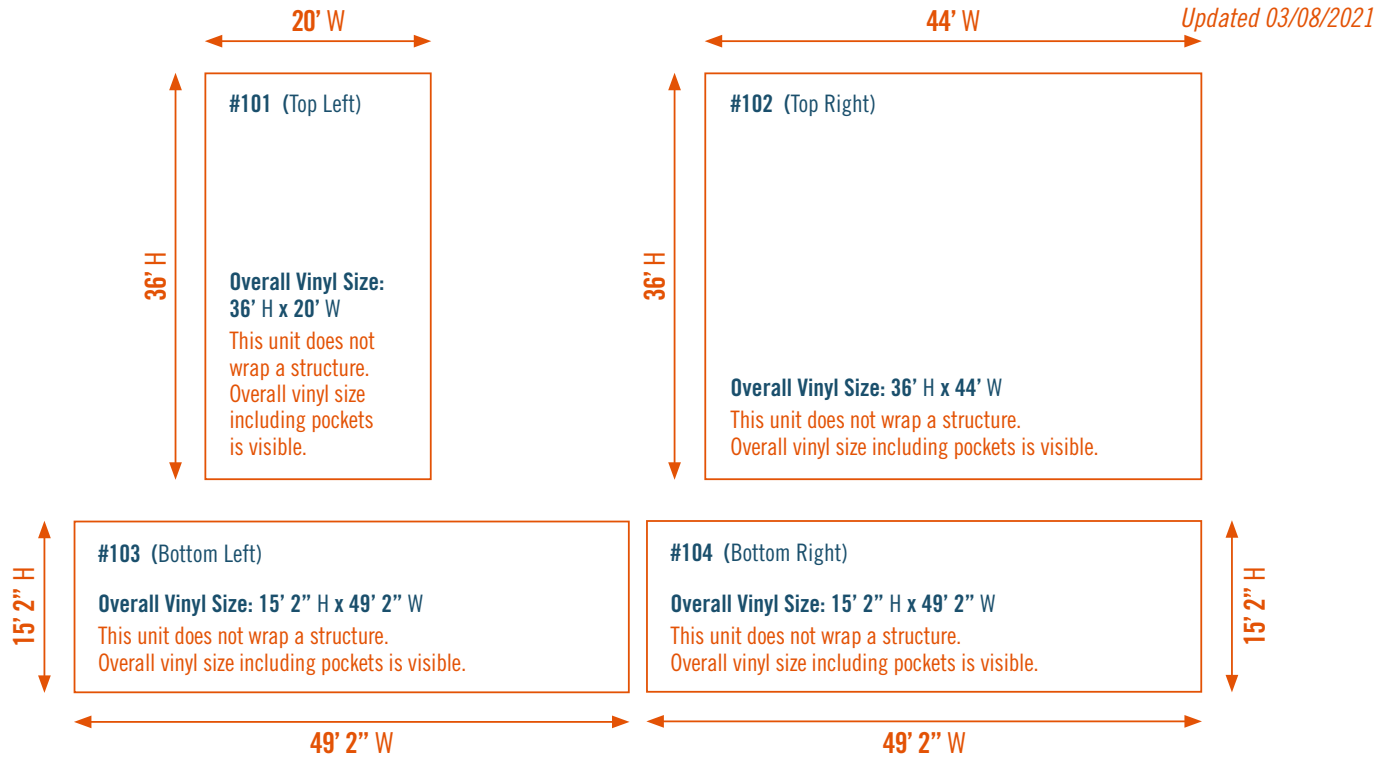 20’ W
44’ W
Updated 03/08/2021
36’ H
#101 (Top Left)
Overall Vinyl Size:
36’ H x 20’ W
This unit does not
wrap a structure.
Overall vinyl size
including pockets
is visible.
36’ H
#102 (Top Right)
Overall Vinyl Size: 36’ H x 44’ W
This unit does not wrap a structure.
Overall vinyl size including pockets is visible.
15’ 2” H
#103 (Bottom Left)
Overall Vinyl Size: 15’ 2” H x 49’ 2” W
This unit does not wrap a structure.
Overall vinyl size including pockets is visible.
49’ 2” W
#104 (Bottom Right)
Overall Vinyl Size: 15’ 2” H x 49’ 2” W
This unit does not wrap a structure.
Overall vinyl size including pockets is visible.
15’ 2” H
49’ 2” W